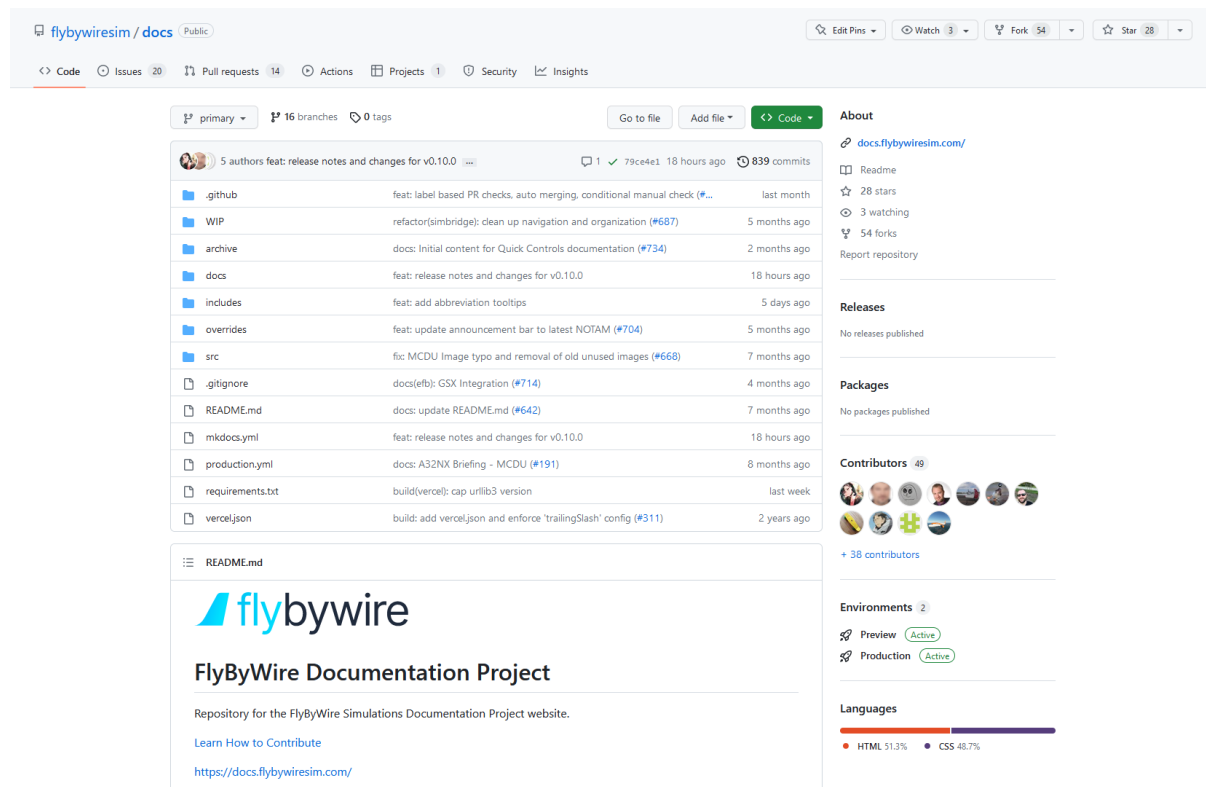 flybywiresim / docs Public
Edit Pins Watch 3 Fork 54 Star 28
Code Issues 20 Pull requests 14 Actions Projects 1 Security Insights
primary 16 branches 0 tags Go to file Add file Code
5 authors feat: release notes and changes for v0.10.0 ... 1 79ce4e1 18 hours ago 839 commits
.github feat: label based PR checks, auto merging, conditional manual check (#... last month
WIP refactor(simbridge): clean up navigation and organization (#687) 5 months ago
archive docs: Initial content for Quick Controls documentation (#734) 2 months ago
docs feat: release notes and changes for v0.10.0 18 hours ago
includes feat: add abbreviation tooltips 5 days ago
overrides feat: update announcement bar to latest NOTAM (#704) 5 months ago
src fix: MCDU Image typo and removal of old unused images (#668) 7 months ago
.gitignore docs(efb): GSX Integration (#714) 4 months ago
README.md docs: update README.md (#642) 7 months ago
mkdocs.yml feat: release notes and changes for v0.10.0 18 hours ago
production.yml docs: A32NX Briefing - MCDU (#191) 8 months ago
requirements.txt build(vercel): cap urllib3 version last week
vercel.json build: add vercel.json and enforce 'trailingSlash' config (#311) 2 years ago
README.md
flybywire
FlyByWire Documentation Project
Repository for the FlyByWire Simulations Documentation Project website.
Learn How to Contribute
https://docs.flybywiresim.com/
About
docs.flybywiresim.com/
Readme
28 stars
3 watching
54 forks
Report repository
Releases
No releases published
Packages
No packages published
Contributors 49
+ 38 contributors
Environments 2
Preview Active
Production Active
Languages
HTML 51.3% CSS 48.7%